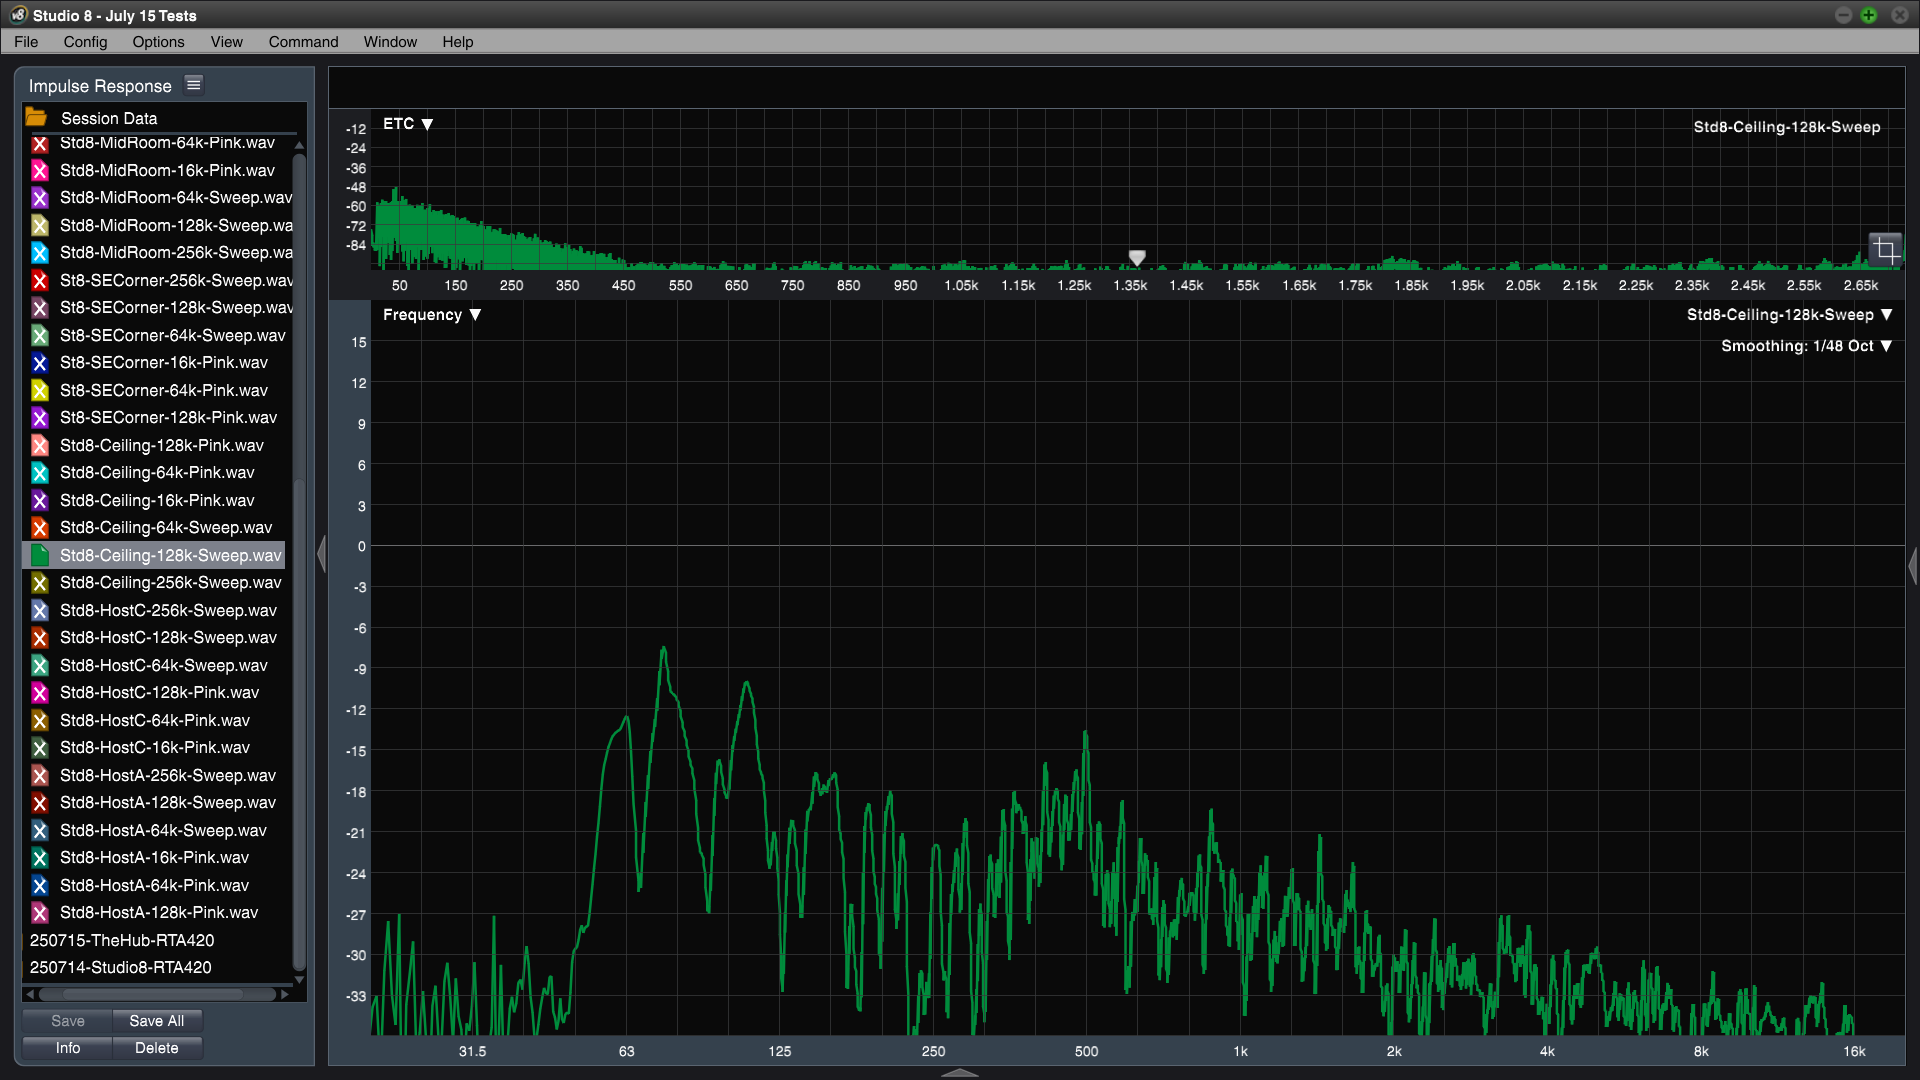 v8 Studio 8 - July 15 Tests
File Config Options View Command Window Help
Impulse Response
Session Data
Std8-MidRoom-64k-Pink.wav
Std8-MidRoom-16k-Pink.wav
Std8-MidRoom-64k-Sweep.wav
Std8-MidRoom-128k-Sweep.wa
Std8-MidRoom-256k-Sweep.wa
St8-SECorner-256k-Sweep.wav
St8-SECorner-128k-Sweep.wav
St8-SECorner-64k-Sweep.wav
St8-SECorner-16k-Pink.wav
St8-SECorner-64k-Pink.wav
St8-SECorner-128k-Pink.wav
Std8-Ceiling-128k-Pink.wav
Std8-Ceiling-64k-Pink.wav
Std8-Ceiling-16k-Pink.wav
Std8-Ceiling-64k-Sweep.wav
Std8-Ceiling-128k-Sweep.wav
Std8-Ceiling-256k-Sweep.wav
Std8-HostC-256k-Sweep.wav
Std8-HostC-128k-Sweep.wav
Std8-HostC-64k-Sweep.wav
Std8-HostC-128k-Pink.wav
Std8-HostC-64k-Pink.wav
Std8-HostC-16k-Pink.wav
Std8-HostA-256k-Sweep.wav
Std8-HostA-128k-Sweep.wav
Std8-HostA-64k-Sweep.wav
Std8-HostA-16k-Pink.wav
Std8-HostA-64k-Pink.wav
Std8-HostA-128k-Pink.wav
250715-TheHub-RTA420
250714-Studio8-RTA420
Save Save All
Info Delete
ETC ▼
Std8-Ceiling-128k-Sweep
-12
-24
-36
-48
-60
-72
-84
50 150 250 350 450 550 650 750 850 950 1.05k 1.15k 1.25k 1.35k 1.45k 1.55k 1.65k 1.75k 1.85k 1.95k 2.05k 2.15k 2.25k 2.35k 2.45k 2.55k 2.65k
Frequency ▼
Std8-Ceiling-128k-Sweep ▼
Smoothing: 1/48 Oct ▼
15
12
9
6
3
0
-3
-6
-9
-12
-15
-18
-21
-24
-27
-30
-33
31.5 63 125 250 500 1k 2k 4k 8k 16k